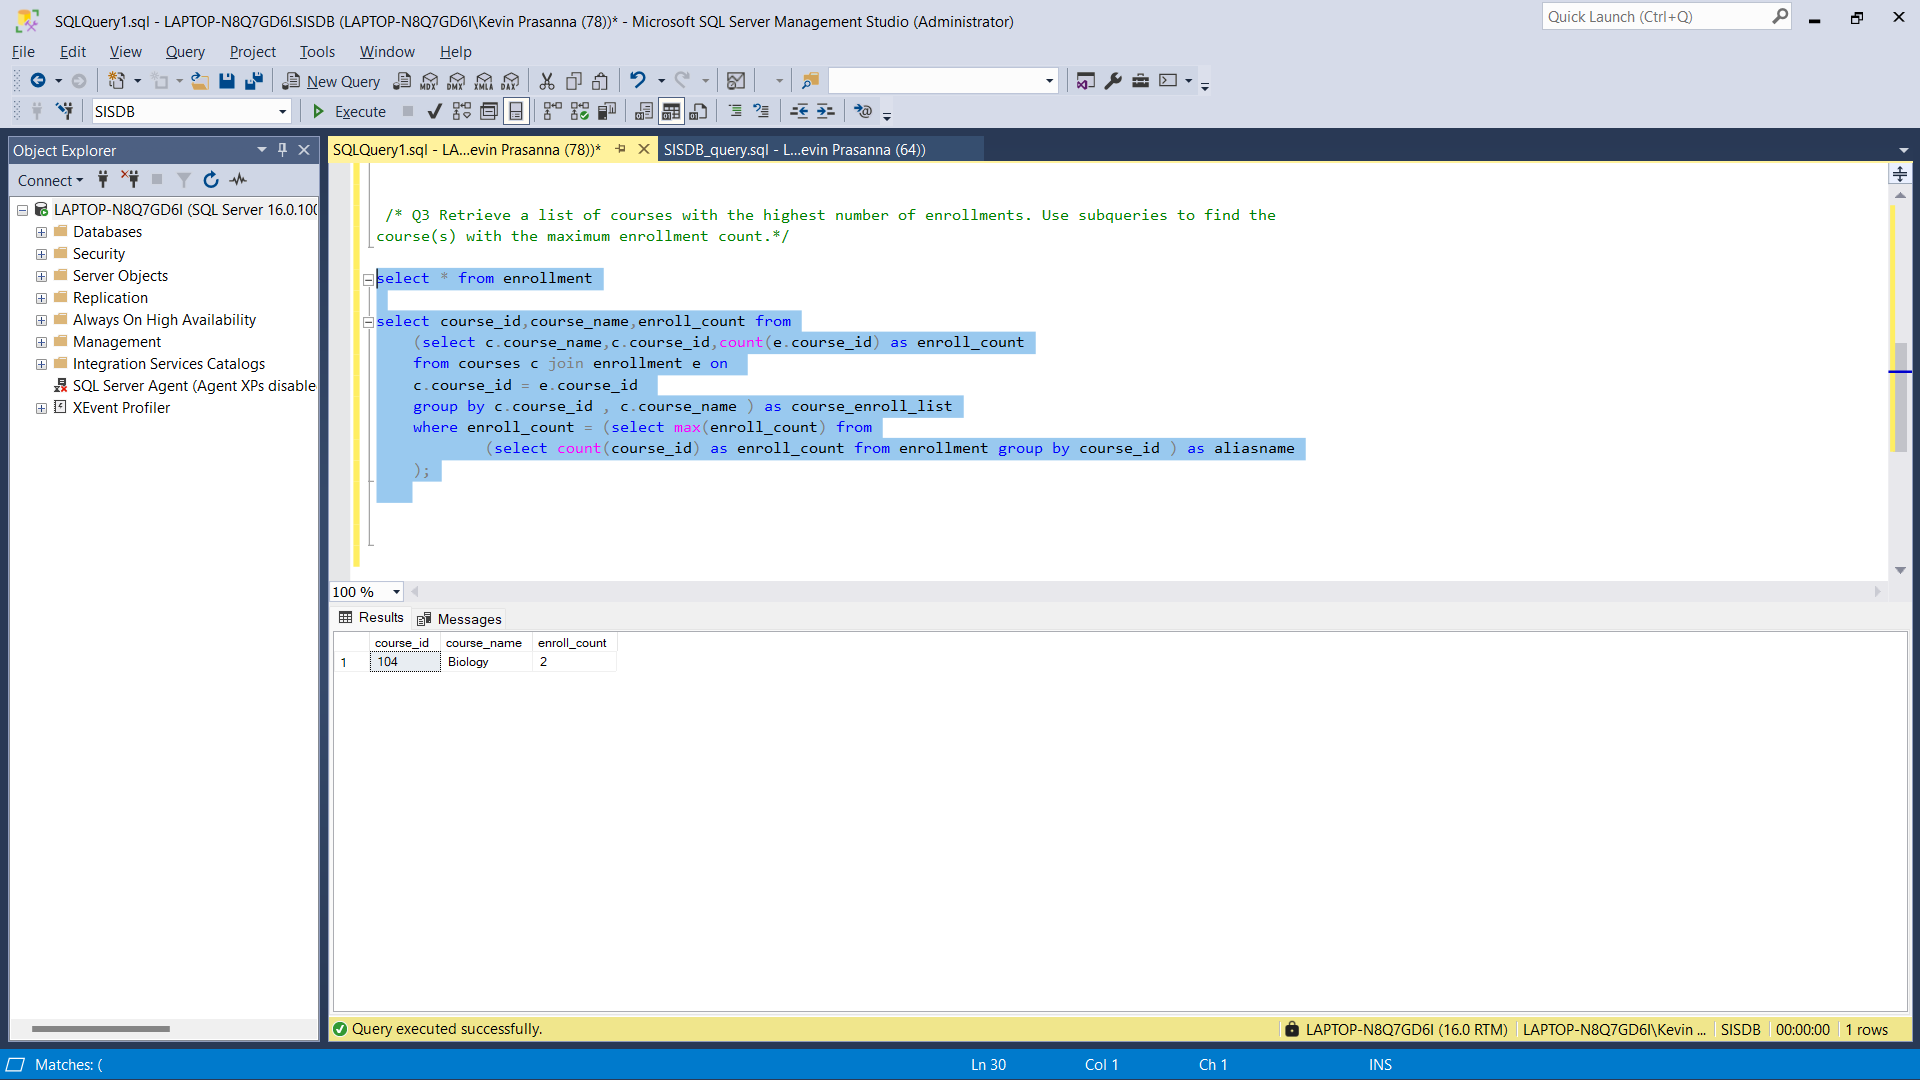 SQLQuery1.sql - LAPTOP-N8Q7GD6I.SISDB (LAPTOP-N8Q7GD6I\Kevin Prasanna (78))* - Microsoft SQL Server Management Studio (Administrator)
Quick Launch (Ctrl+Q)
File Edit View Query Project Tools Window Help
New Query MDX DMX XMLA DAX
SISDB Execute
Object Explorer
SQLQuery1.sql - LA...evin Prasanna (78))* SISDB_query.sql - L...evin Prasanna (64))
Connect
LAPTOP-N8Q7GD6I (SQL Server 16.0.100
Databases
Security
Server Objects
Replication
Always On High Availability
Management
Integration Services Catalogs
SQL Server Agent (Agent XPs disable
XEvent Profiler
/* Q3 Retrieve a list of courses with the highest number of enrollments. Use subqueries to find the
course(s) with the maximum enrollment count.*/
select * from enrollment
select course_id,course_name,enroll_count from
(select c.course_name,c.course_id,count(e.course_id) as enroll_count
from courses c join enrollment e on
c.course_id = e.course_id
group by c.course_id , c.course_name ) as course_enroll_list
where enroll_count = (select max(enroll_count) from
(select count(course_id) as enroll_count from enrollment group by course_id ) as aliasname
);
100 %
Results Messages
course_id course_name enroll_count
1 104 Biology 2
Query executed successfully. LAPTOP-N8Q7GD6I (16.0 RTM) LAPTOP-N8Q7GD6I\Kevin ... SISDB 00:00:00 1 rows
Matches: ( Ln 30 Col 1 Ch 1 INS